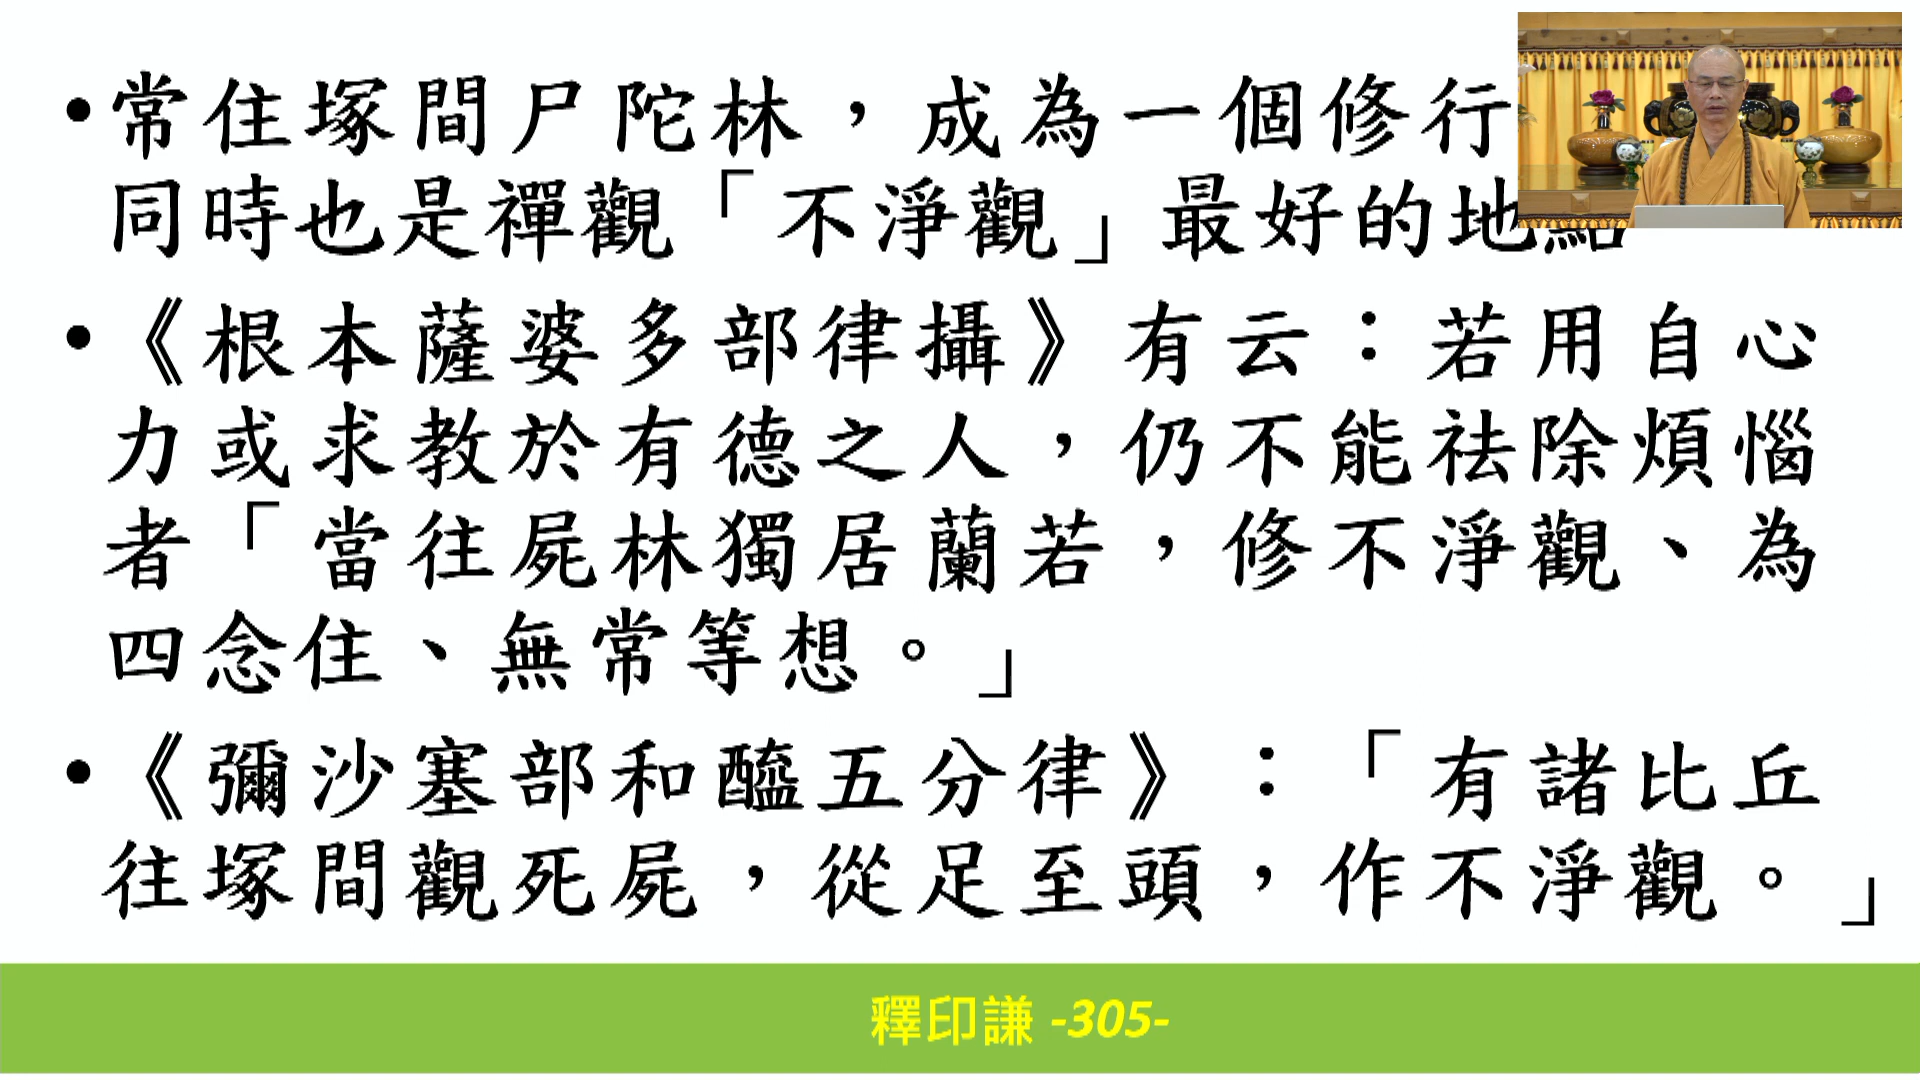 •常住塚間尸陀林，成為一個修行
同時也是禪觀「不淨觀」最好的地點
•《根本薩婆多部律攝》有云：若用自心
力或求教於有德之人，仍不能祛除煩惱
者「當往屍林獨居蘭若，修不淨觀、為
四念住、無常等想。」
•《彌沙塞部和醯五分律》：「有諸比丘
往塚間觀死屍，從足至頭，作不淨觀。」
釋印謙 -305-